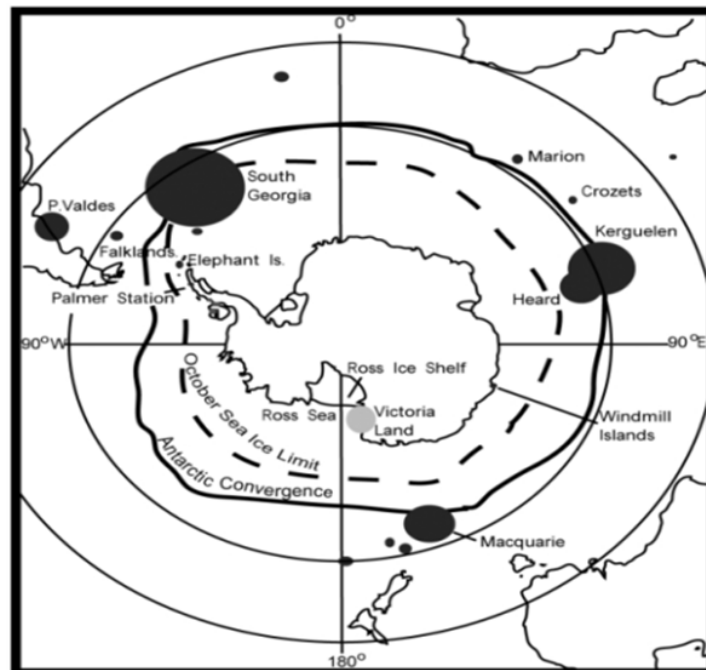 0°
South
Georgia
Marion
Crozets
P.Valdes
Kerguelen
Falklands.
Elephant Is.
Palmer Station
Heard
90°W
90°E
Ross Ice Shelf
October Sea Ice Limit
Ross Sea
Victoria
Land
Windmill
Islands
Antarctic Convergence
Macquarie
180°